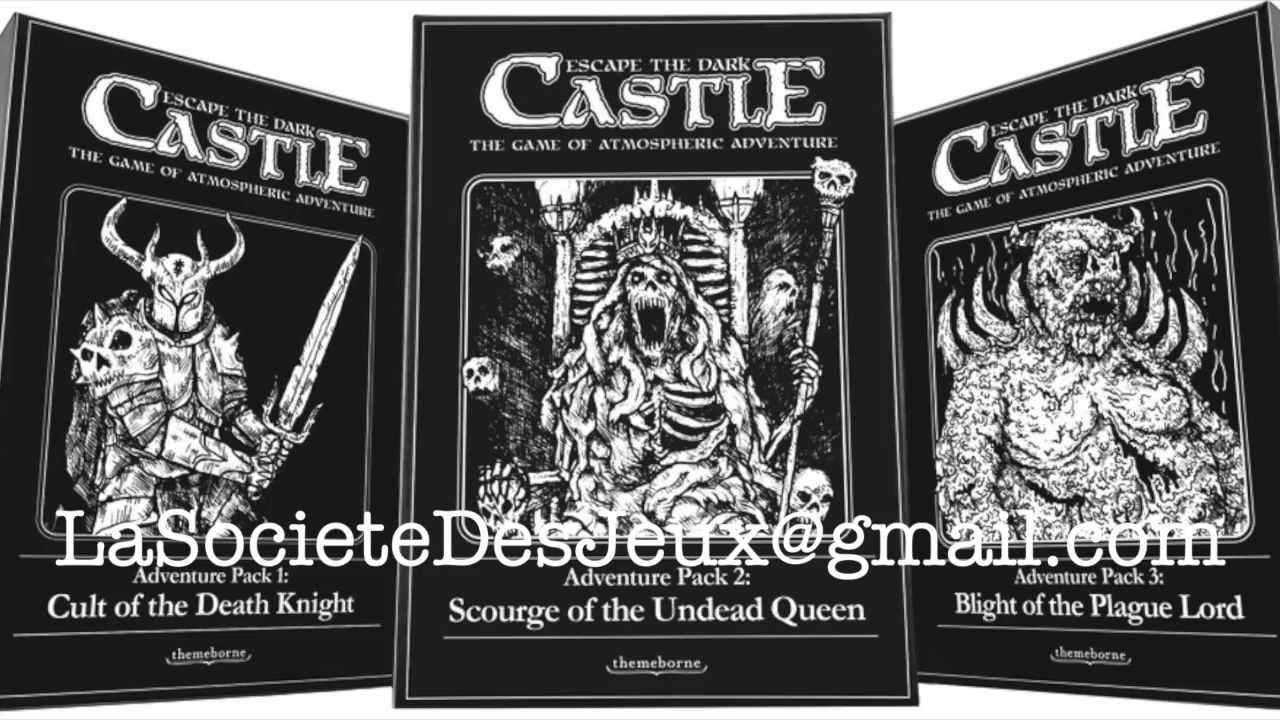 ESCAPE THE DARK
CASTLE
THE GAME OF ATMOSPHERIC ADVENTURE
Adventure Pack 1:
Cult of the Death Knight
themeborne
ESCAPE THE DARK
CASTLE
THE GAME OF ATMOSPHERIC ADVENTURE
Adventure Pack 2:
Scourge of the Undead Queen
themeborne
ESCAPE THE DARK
CASTLE
THE GAME OF ATMOSPHERIC ADVENTURE
Adventure Pack 3:
Blight of the Plague Lord
themeborne
LaSocieteDesJeux@gmail.com